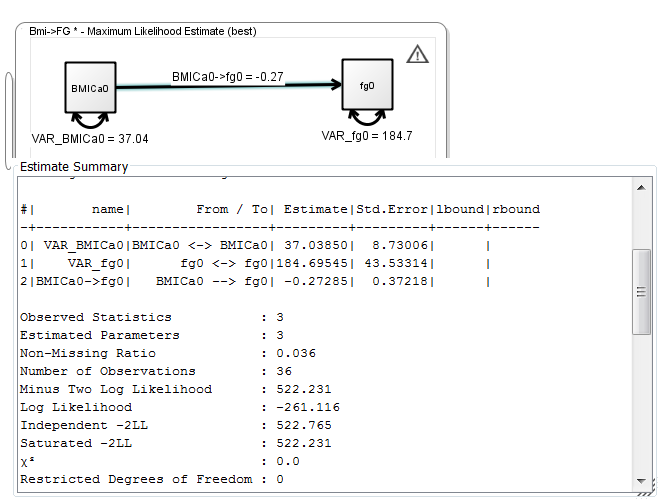 Bmi->FG * - Maximum Likelihood Estimate (best)
BMICa0->fg0 = -0.27
BMICa0
fg0
VAR_BMICa0 = 37.04
VAR_fg0 = 184.7
Estimate Summary
#|       name|        From / To| Estimate|Std.Error|lbound|rbound
-+-----------+-----------------+---------+---------+------+------
0| VAR_BMICa0|BMICa0 <-> BMICa0| 37.03850|  8.73006|      |
1|    VAR_fg0|      fg0 <-> fg0|184.69545| 43.53314|      |
2|BMICa0->fg0|   BMICa0 --> fg0| -0.27285|  0.37218|      |
Observed Statistics : 3
Estimated Parameters : 3
Non-Missing Ratio : 0.036
Number of Observations : 36
Minus Two Log Likelihood : 522.231
Log Likelihood : -261.116
Independent -2LL : 522.765
Saturated -2LL : 522.231
χ² : 0.0
Restricted Degrees of Freedom : 0